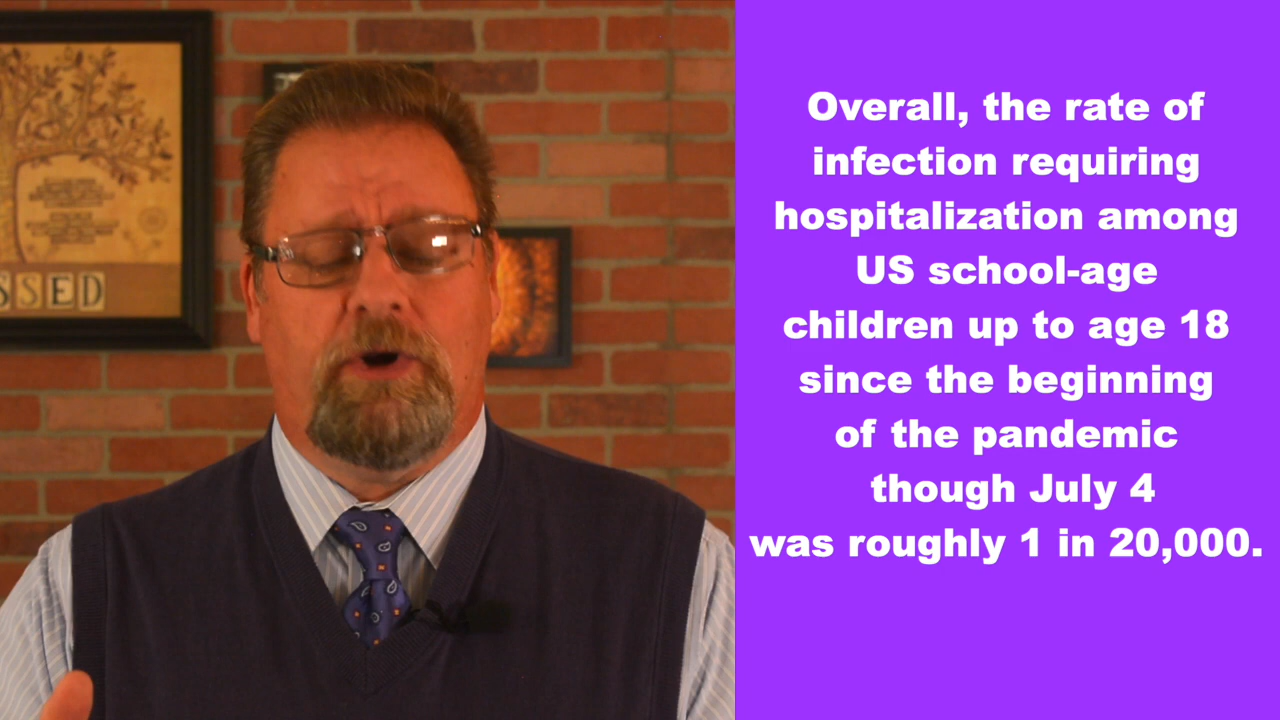 SSED
Overall, the rate of
infection requiring
hospitalization among
US school-age
children up to age 18
since the beginning
of the pandemic
though July 4
was roughly 1 in 20,000.